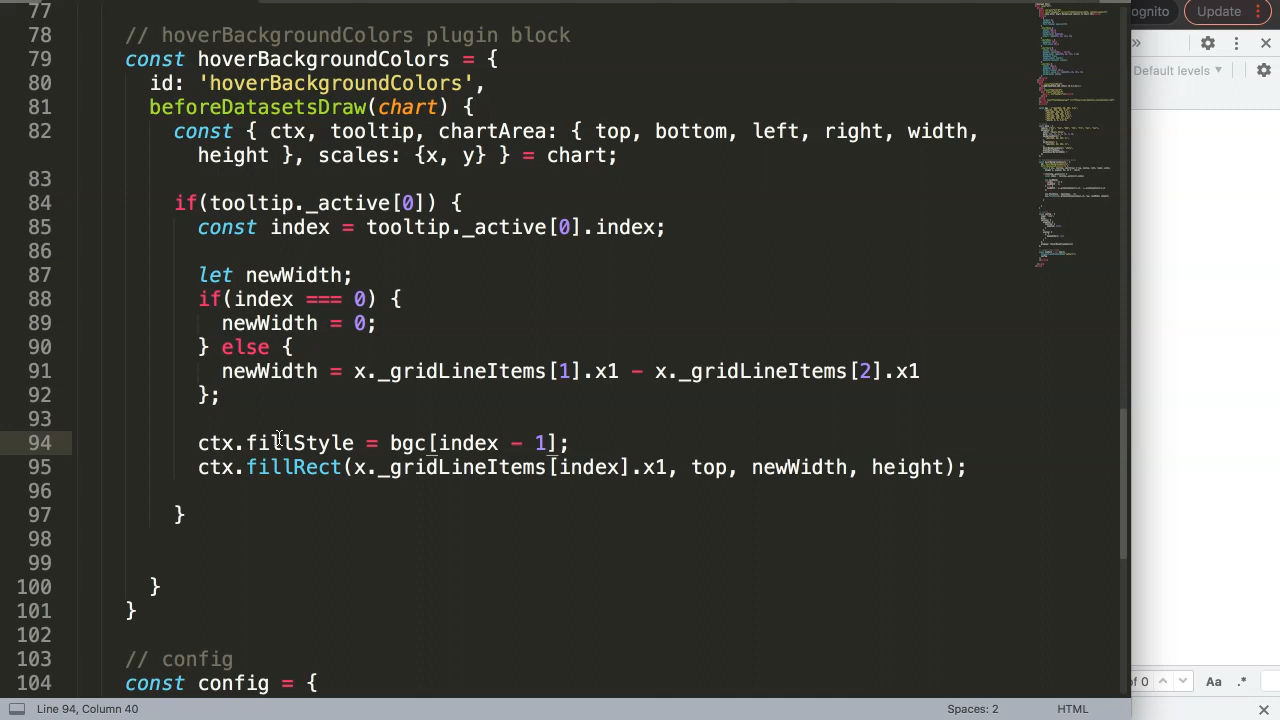 77
78 // hoverBackgroundColors plugin block
79 const hoverBackgroundColors = {
80 id: 'hoverBackgroundColors',
81 beforeDatasetsDraw(chart) {
82 const { ctx, tooltip, chartArea: { top, bottom, left, right, width,
height }, scales: {x, y} } = chart;
83
84 if(tooltip._active[0]) {
85 const index = tooltip._active[0].index;
86
87 let newWidth;
88 if(index === 0) {
89 newWidth = 0;
90 } else {
91 newWidth = x._gridLineItems[1].x1 - x._gridLineItems[2].x1
92 };
93
94 ctx.fillStyle = bgc[index - 1];
95 ctx.fillRect(x._gridLineItems[index].x1, top, newWidth, height);
96
97 }
98
99
100 }
101 }
102
103 // config
104 const config = {
Line 94, Column 40
Spaces: 2
HTML
ognito
Update
»
Default levels
of 0
Aa
.*